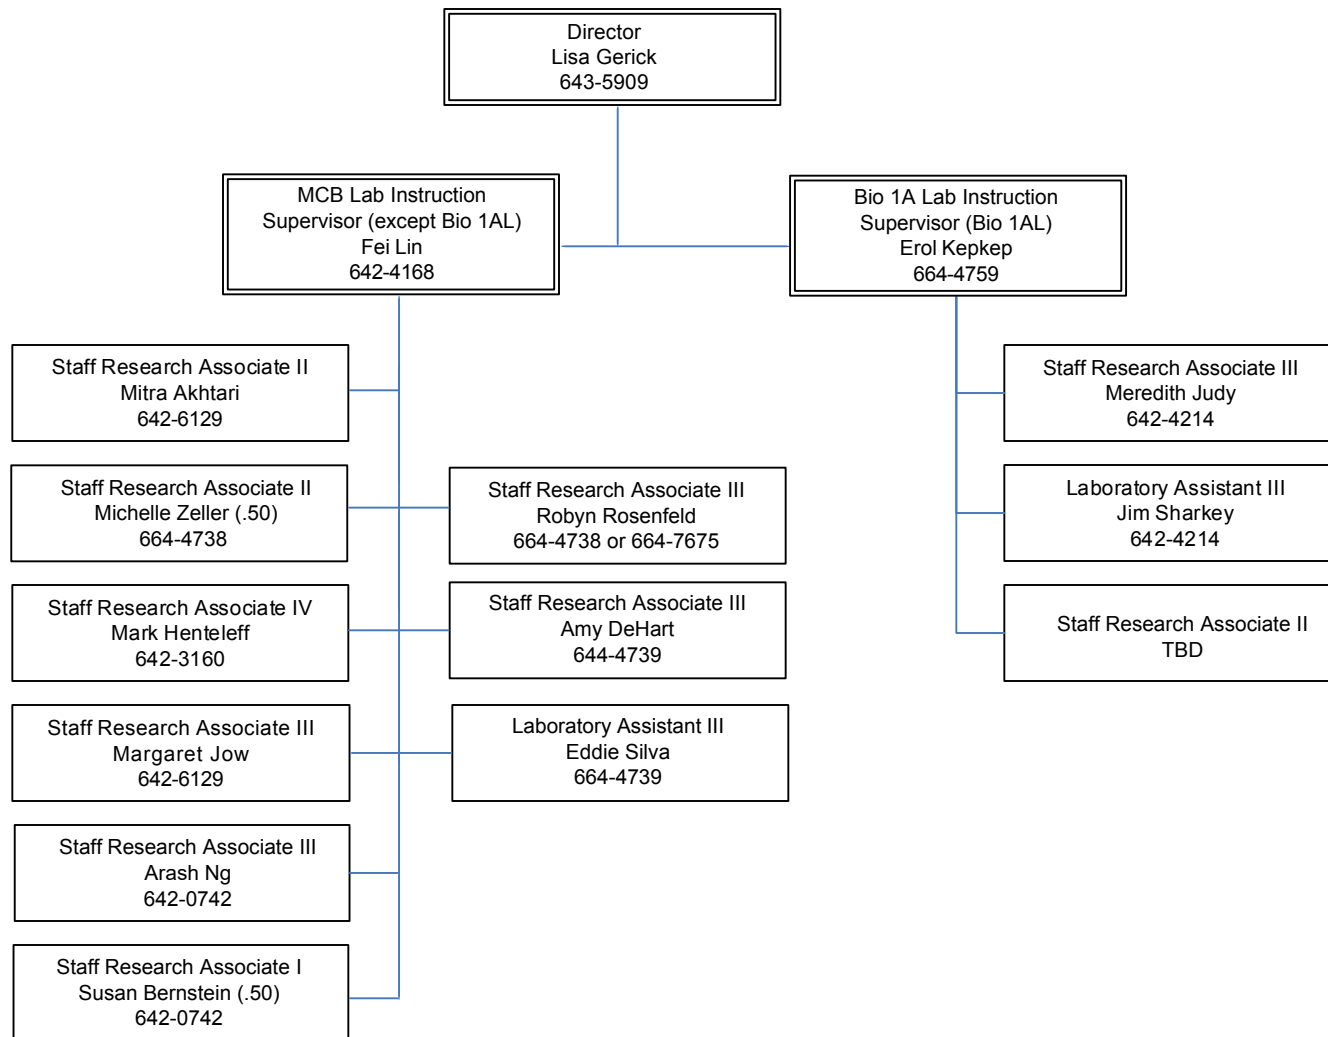 Director
Lisa Gerick
643-5909
MCB Lab Instruction
Supervisor (except Bio 1AL)
Fei Lin
642-4168
Bio 1A Lab Instruction
Supervisor (Bio 1AL)
Erol Kepkep
664-4759
Staff Research Associate II
Mitra Akhtari
642-6129
Staff Research Associate II
Michelle Zeller (.50)
664-4738
Staff Research Associate IV
Mark Henteleff
642-3160
Staff Research Associate III
Margaret Jow
642-6129
Staff Research Associate III
Arash Ng
642-0742
Staff Research Associate I
Susan Bernstein (.50)
642-0742
Staff Research Associate III
Robyn Rosenfeld
664-4738 or 664-7675
Staff Research Associate III
Amy DeHart
644-4739
Laboratory Assistant III
Eddie Silva
664-4739
Staff Research Associate III
Meredith Judy
642-4214
Laboratory Assistant III
Jim Sharkey
642-4214
Staff Research Associate II
TBD